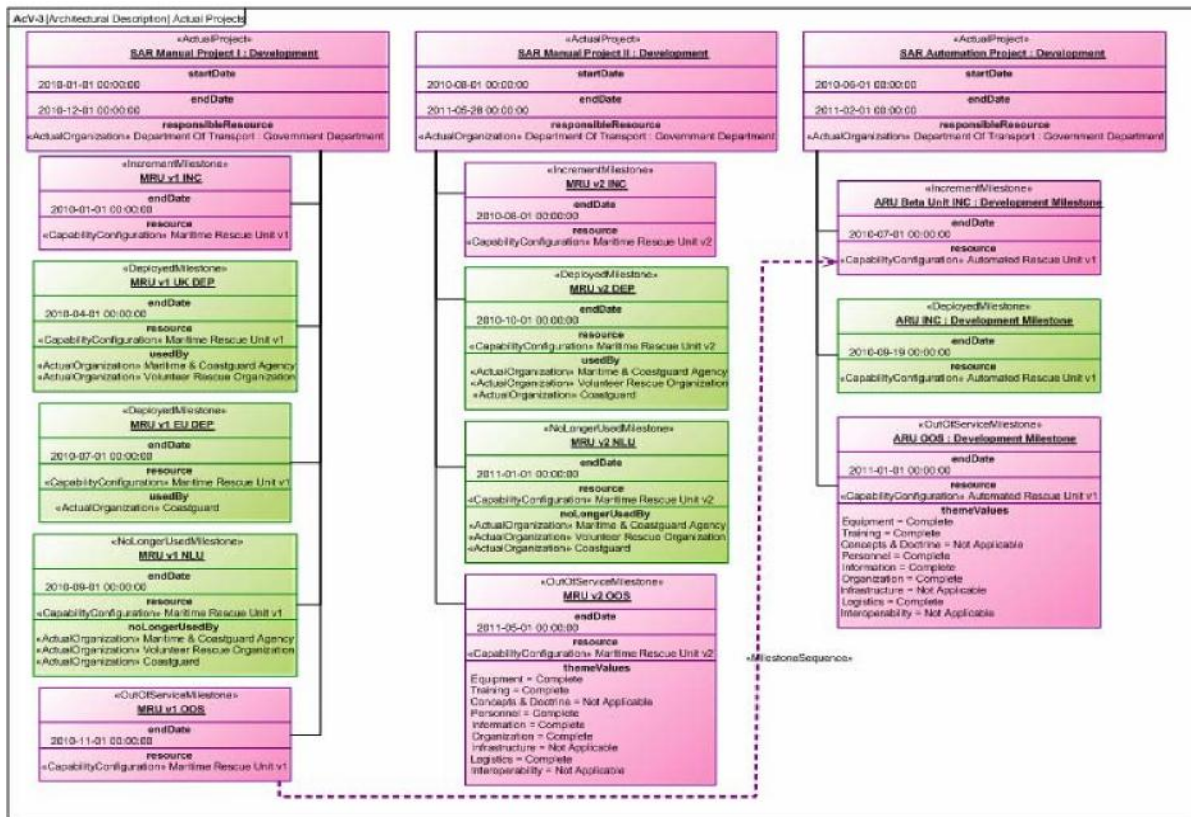 AcV-3 [Architectural Description] Actual Projects
«ActualProject»
SAR Manual Project I : Development
startDate
2010-01-01 00:00:00
endDate
2010-12-01 00:00:00
responsibleResource
«ActualOrganization» Department Of Transport : Government Department
«IncrementMilestone»
MRU v1 INC
endDate
2010-01-01 00:00:00
resource
«CapabilityConfiguration» Maritime Rescue Unit v1
«DeployedMilestone»
MRU v1 UK DEP
endDate
2010-04-01 00:00:00
resource
«CapabilityConfiguration» Maritime Rescue Unit v1
usedBy
«ActualOrganization» Maritime & Coastguard Agency
«ActualOrganization» Volunteer Rescue Organization
«DeployedMilestone»
MRU v1 EU DEP
endDate
2010-07-01 00:00:00
resource
«CapabilityConfiguration» Maritime Rescue Unit v1
usedBy
«ActualOrganization» Coastguard
«NoLongerUsedMilestone»
MRU v1 NLU
endDate
2010-09-01 00:00:00
resource
«CapabilityConfiguration» Maritime Rescue Unit v1
noLongerUsedBy
«ActualOrganization» Maritime & Coastguard Agency
«ActualOrganization» Volunteer Rescue Organization
«ActualOrganization» Coastguard
«OutOfServiceMilestone»
MRU v1 OOS
endDate
2010-11-01 00:00:00
resource
«CapabilityConfiguration» Maritime Rescue Unit v1
«ActualProject»
SAR Manual Project II : Development
startDate
2010-08-01 00:00:00
endDate
2011-05-28 00:00:00
responsibleResource
«ActualOrganization» Department Of Transport : Government Department
«IncrementMilestone»
MRU v2 INC
endDate
2010-08-01 00:00:00
resource
«CapabilityConfiguration» Maritime Rescue Unit v2
«DeployedMilestone»
MRU v2 DEP
endDate
2010-10-01 00:00:00
resource
«CapabilityConfiguration» Maritime Rescue Unit v2
usedBy
«ActualOrganization» Maritime & Coastguard Agency
«ActualOrganization» Volunteer Rescue Organization
«ActualOrganization» Coastguard
«NoLongerUsedMilestone»
MRU v2 NLU
endDate
2011-01-01 00:00:00
resource
«CapabilityConfiguration» Maritime Rescue Unit v2
noLongerUsedBy
«ActualOrganization» Maritime & Coastguard Agency
«ActualOrganization» Volunteer Rescue Organization
«ActualOrganization» Coastguard
«OutOfServiceMilestone»
MRU v2 OOS
endDate
2011-05-01 00:00:00
resource
«CapabilityConfiguration» Maritime Rescue Unit v2
themeValues
Equipment = Complete
Training = Complete
Concepts & Doctrine = Not Applicable
Personnel = Complete
Information = Complete
Organization = Complete
Infrastructure = Not Applicable
Logistics = Complete
Interoperability = Not Applicable
«ActualProject»
SAR Automation Project : Development
startDate
2010-06-01 00:00:00
endDate
2011-02-01 00:00:00
responsibleResource
«ActualOrganization» Department Of Transport : Government Department
«IncrementMilestone»
ARU Beta Unit INC : Development Milestone
endDate
2010-07-01 00:00:00
resource
«CapabilityConfiguration» Automated Rescue Unit v1
«DeployedMilestone»
ARU INC : Development Milestone
endDate
2010-09-19 00:00:00
resource
«CapabilityConfiguration» Automated Rescue Unit v1
«OutOfServiceMilestone»
ARU OOS : Development Milestone
endDate
2011-01-01 00:00:00
resource
«CapabilityConfiguration» Automated Rescue Unit v1
themeValues
Equipment = Complete
Training = Complete
Concepts & Doctrine = Not Applicable
Personnel = Complete
Information = Complete
Organization = Complete
Infrastructure = Not Applicable
Logistics = Complete
Interoperability = Not Applicable
«MilestoneSequence»